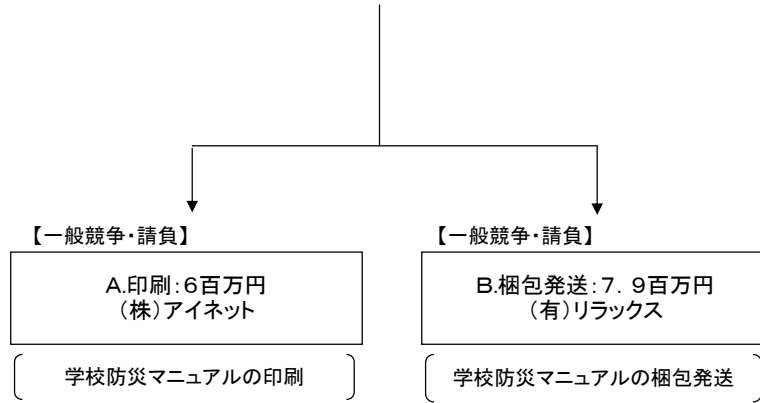 【一般競争・請負】
A.印刷:6百万円
(株)アイネット
学校防災マニュアルの印刷
【一般競争・請負】
B.梱包発送:7.9百万円
(有)リラックス
学校防災マニュアルの梱包発送